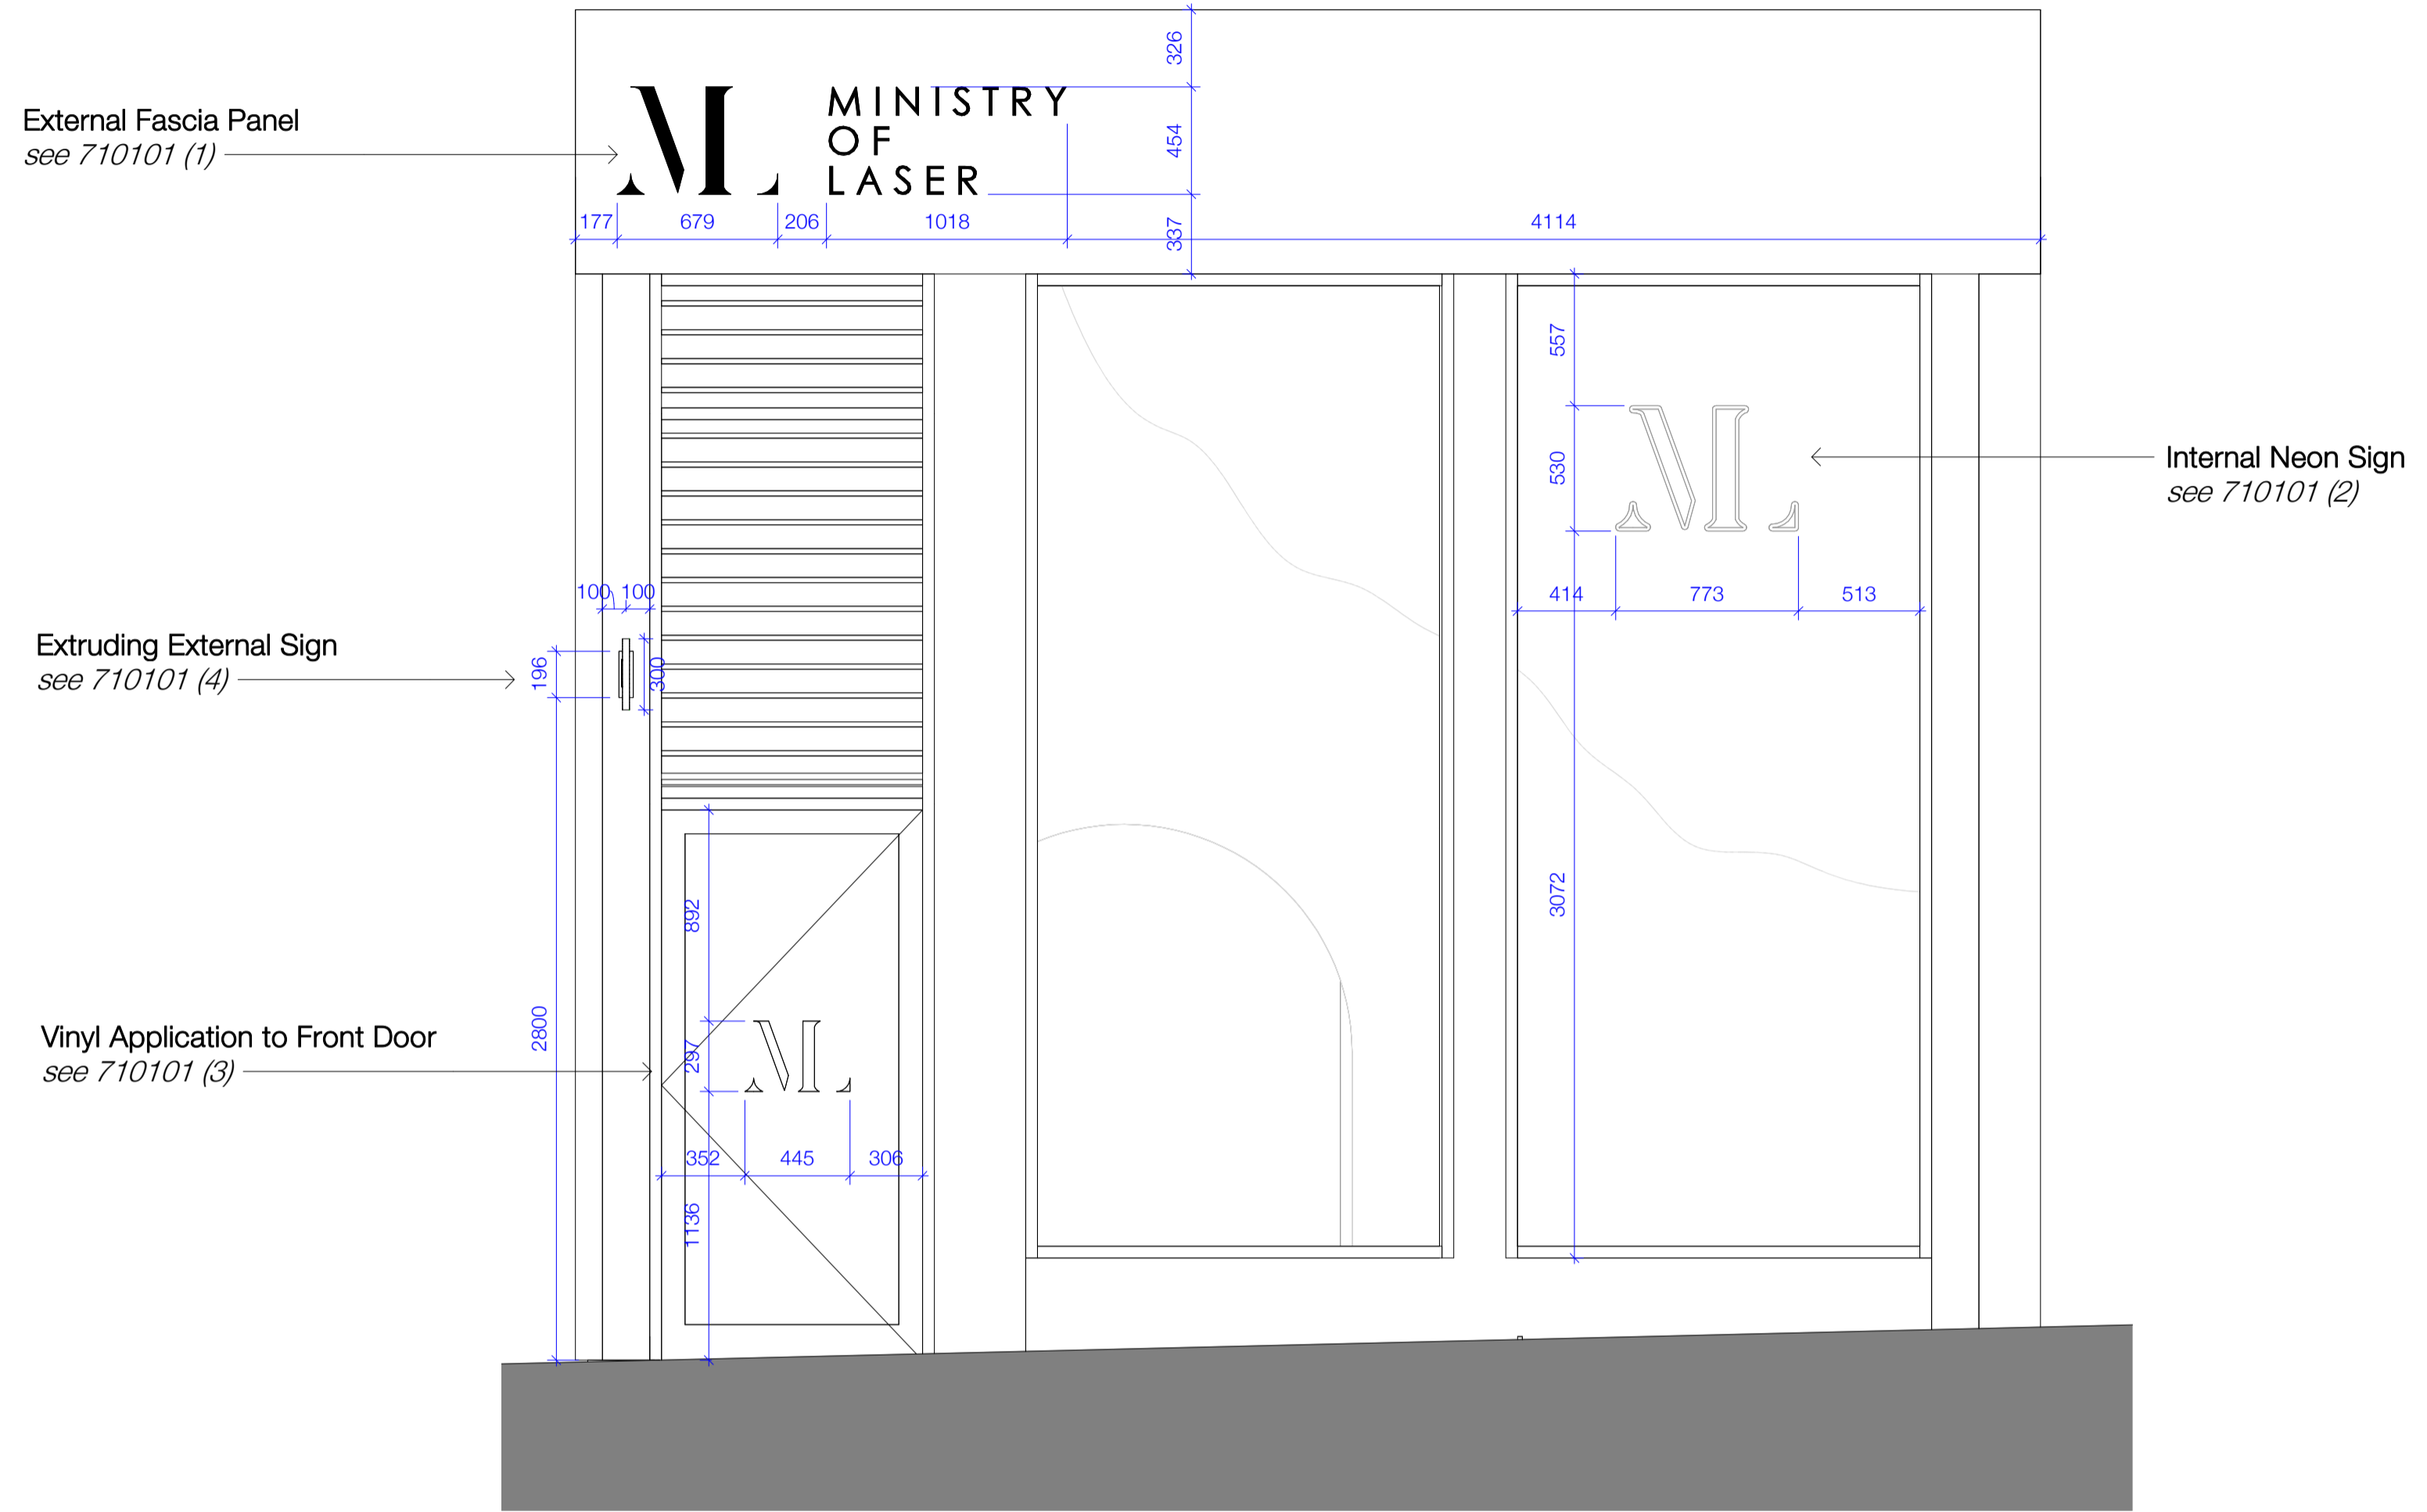 326
External Fascia Panel
see 710101 (1)
ML
MINISTRY
OF
LASER
454
177
679
206
1018
337
4114
557
530
Internal Neon Sign
see 710101 (2)
ML
414
773
513
100
100
Extruding External Sign
see 710101 (4)
196
300
892
3072
2800
Vinyl Application to Front Door
see 710101 (3)
297
ML
352
445
306
1136